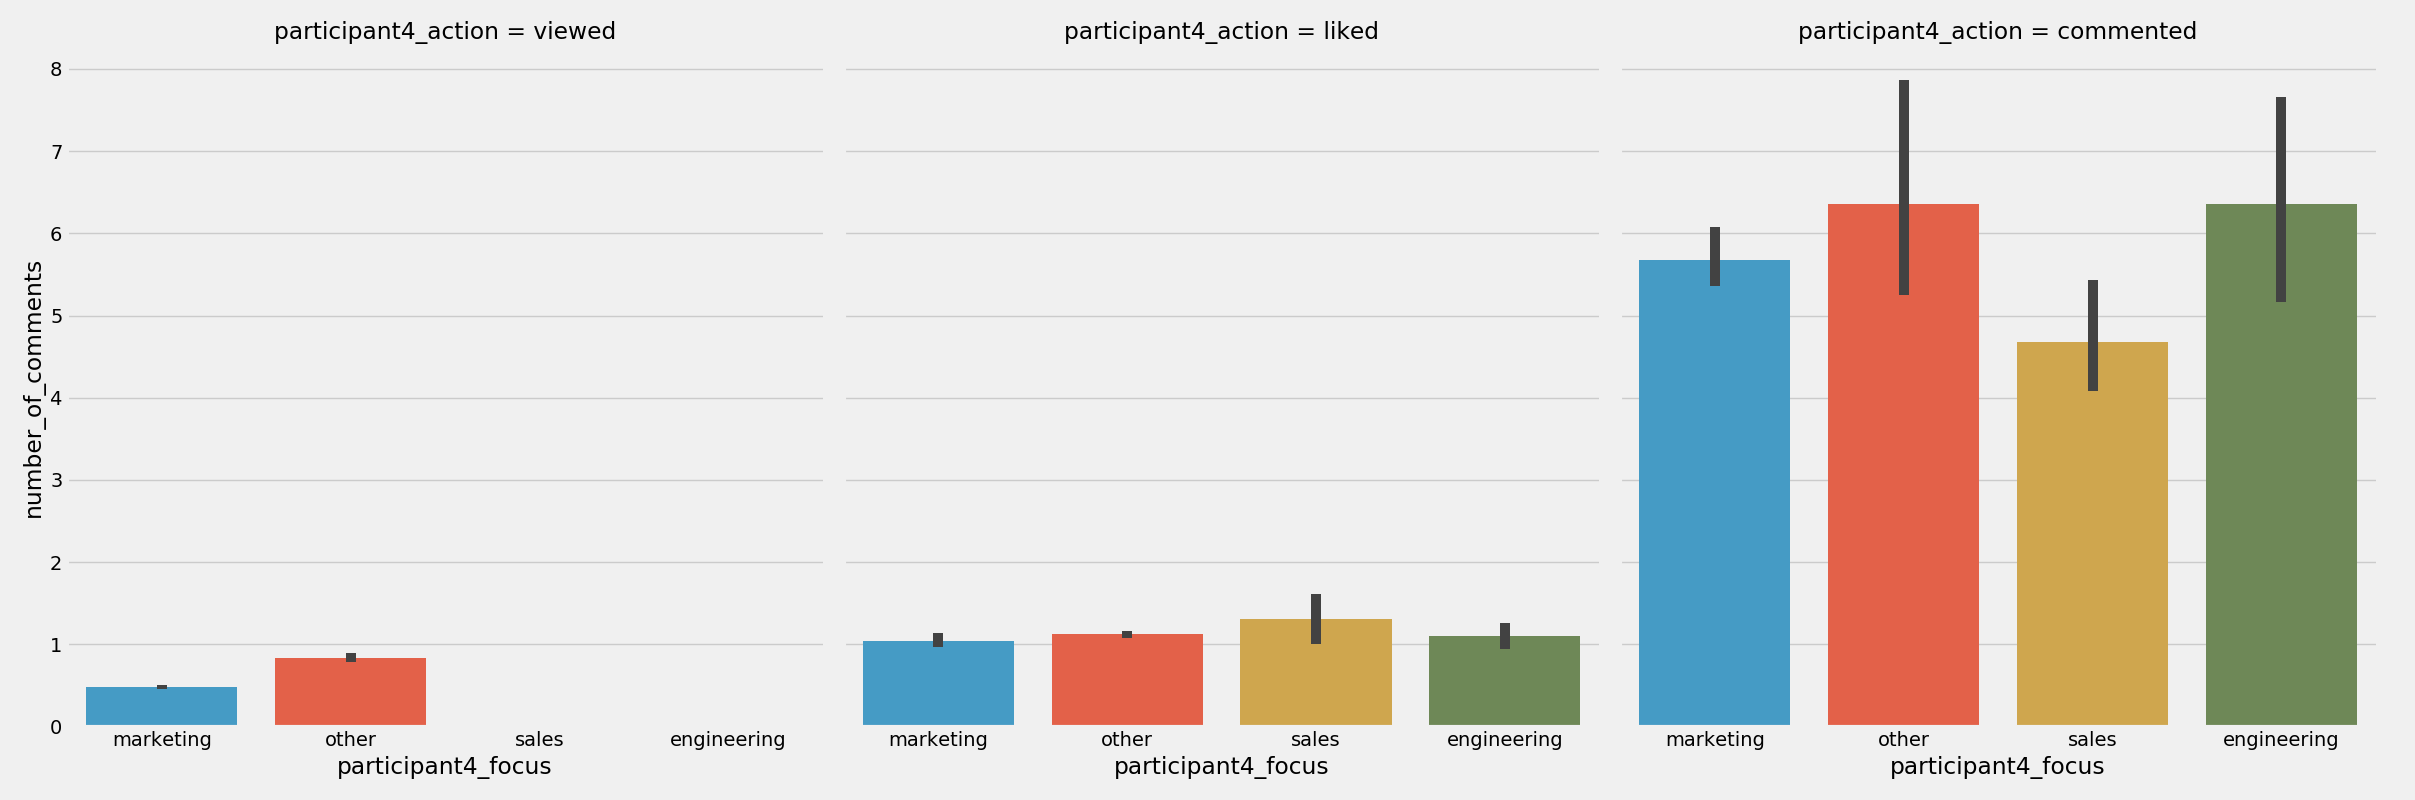 participant4_action = viewed
participant4_action = liked
participant4_action = commented
number_of_comments
8
7
6
5
4
3
2
1
0
marketing other sales engineering
marketing other sales engineering
marketing other sales engineering
participant4_focus
participant4_focus
participant4_focus